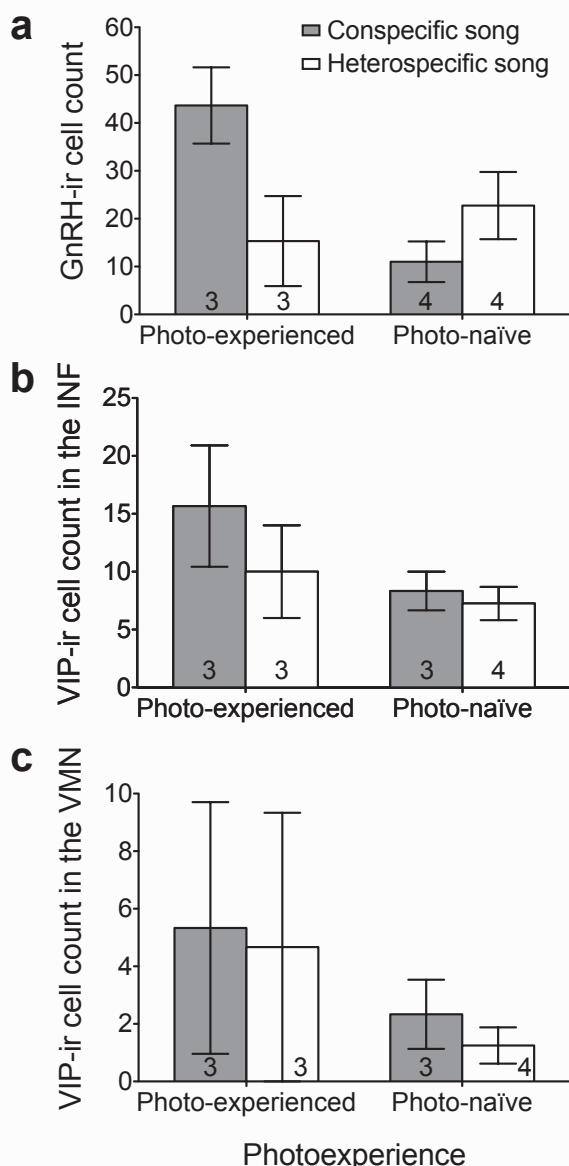 a
GnRH-ir cell count
60
50
40
30
20
10
0
Conspecific song
Heterospecific song
3 3 4 4
Photo-experienced Photo-naïve
b
VIP-ir cell count in the INF
25
20
15
10
5
0
3 3 3 4
Photo-experienced Photo-naïve
c
VIP-ir cell count in the VMN
10
8
6
4
2
0
3 3 3 4
Photo-experienced Photo-naïve
Photoexperience